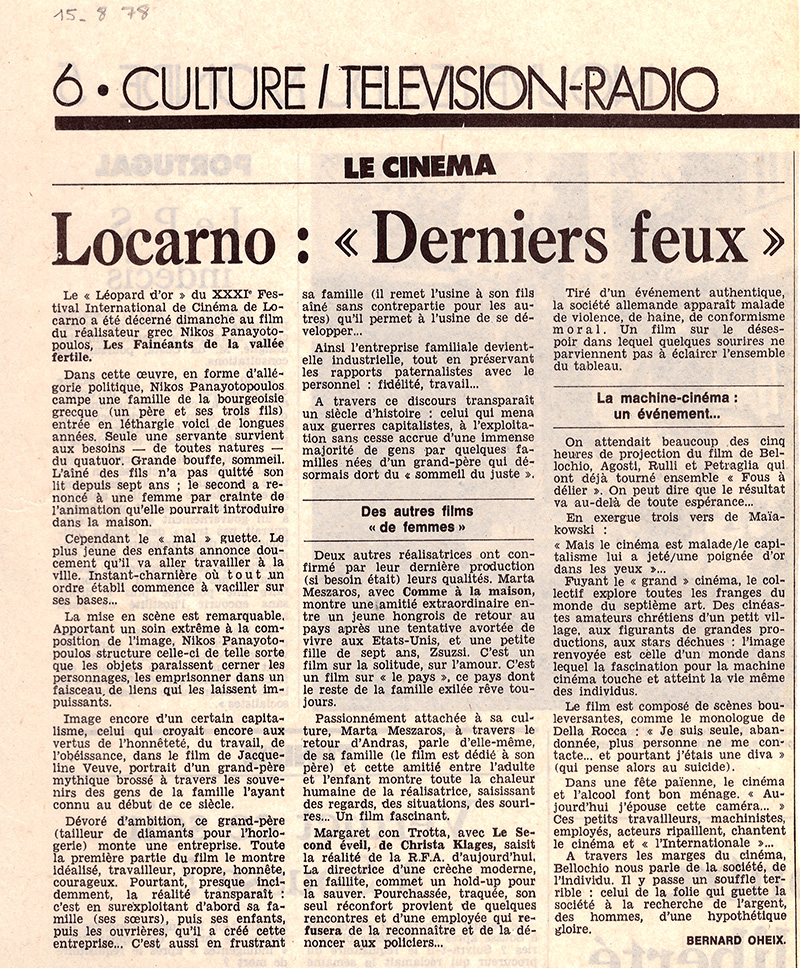 15 - 8 78
6 • CULTURE / TELEVISION-RADIO
LE CINEMA
Locarno : « Derniers feux »
Le « Léopard d'or » du XXXIe Fes-
tival International de Cinéma de Lo-
carno a été décerné dimanche au film
du réalisateur grec Nikos Panayoto-
poulos, Les Fainéants de la vallée
fertile.
Dans cette œuvre, en forme d'allé-
gorie politique, Nikos Panayotopoulos
campe une famille de la bourgeoisie
grecque (un père et ses trois fils)
entrée en léthargie voici de longues
années. Seule une servante survient
aux besoins — de toutes natures —
du quatuor. Grande bouffe, sommeil.
L'aîné des fils n'a pas quitté son
lit depuis sept ans ; le second a re-
noncé à une femme par crainte de
l'animation qu'elle pourrait introduire
dans la maison.
Cependant le « mal » guette. Le
plus jeune des enfants annonce dou-
cement qu'il va aller travailler à la
ville. Instant-charnière où tout un
ordre établi commence à vaciller sur
ses bases...
La mise en scène est remarquable.
Apportant un soin extrême à la com-
position de l'image, Nikos Panayoto-
poulos structure celle-ci de telle sorte
que les objets paraissent cerner les
personnages, les emprisonner dans un
faisceau de liens qui les laissent im-
puissants.
Image encore d'un certain capita-
lisme, celui qui croyait encore aux
vertus de l'honnêteté, du travail, de
l'obéissance, dans le film de Jacque-
line Veuve, portrait d'un grand-père
mythique brossé à travers les souve-
nirs des gens de la famille l'ayant
connu au début de ce siècle.
Dévoré d'ambition, ce grand-père
(tailleur de diamants pour l'horlo-
gerie) monte une entreprise. Toute
la première partie du film le montre
idéalisé, travailleur, propre, honnête,
courageux. Pourtant, presque inci-
demment, la réalité transparaît :
c'est en surexploitant d'abord sa fa-
mille (ses sœurs), puis ses enfants,
puis les ouvrières, qu'il a créé cette
entreprise... C'est aussi en frustrant
sa famille (il remet l'usine à son fils
aîné sans contrepartie pour les au-
tres) qu'il permet à l'usine de se dé-
velopper...
Ainsi l'entreprise familiale devient-
elle industrielle, tout en préservant
les rapports paternalistes avec le
personnel : fidélité, travail...
A travers ce discours transparaît
un siècle d'histoire : celui qui mena
aux guerres capitalistes, à l'exploita-
tion sans cesse accrue d'une immense
majorité de gens par quelques fa-
milles nées d'un grand-père qui dé-
sormais dort du « sommeil du juste ».
Des autres films
« de femmes »
Deux autres réalisatrices ont con-
firmé par leur dernière production
(si besoin était) leurs qualités. Marta
Meszaros, avec Comme à la maison,
montre une amitié extraordinaire en-
tre un jeune hongrois de retour au
pays après une tentative avortée de
vivre aux Etats-Unis, et une petite
fille de sept ans, Zsuzsi. C'est un
film sur la solitude, sur l'amour. C'est
un film sur « le pays », ce pays dont
le reste de la famille exilée rêve tou-
jours.
Passionnément attachée à sa cul-
ture, Marta Meszaros, à travers le
retour d'Andras, parle d'elle-même,
de sa famille (le film est dédié à son
père) et cette amitié entre l'adulte
et l'enfant montre toute la chaleur
humaine de la réalisatrice, saisissant
des regards, des situations, des souri-
res... Un film fascinant.
Margaret con Trotta, avec Le Se-
cond éveil, de Christa Klages, saisit
la réalité de la R.F.A. d'aujourd'hui.
La directrice d'une crèche moderne,
en faillite, commet un hold-up pour
la sauver. Pourchassée, traquée, son
seul réconfort provient de quelques
rencontres et d'une employée qui re-
fusera de la reconnaître et de la dé-
noncer aux policiers...
Tiré d'un événement authentique,
la société allemande apparaît malade
de violence, de haine, de conformisme
moral. Un film sur le déses-
poir dans lequel quelques sourires ne
parviennent pas à éclairer l'ensemble
du tableau.
La machine-cinéma :
un événement...
On attendait beaucoup des cinq
heures de projection du film de Bel-
lochio, Agosti, Rulli et Petraglia qui
ont déjà tourné ensemble « Fous à
délier ». On peut dire que le résultat
va au-delà de toute espérance...
En exergue trois vers de Maïa-
kowski :
« Mais le cinéma est malade/le capi-
talisme lui a jeté/une poignée d'or
dans les yeux »...
Fuyant le « grand » cinéma, le col-
lectif explore toutes les franges du
monde du septième art. Des cinéas-
tes amateurs chrétiens d'un petit vil-
lage, aux figurants de grandes pro-
ductions, aux stars déchues : l'image
renvoyée est celle d'un monde dans
lequel la fascination pour la machine
cinéma touche et atteint la vie même
des individus.
Le film est composé de scènes bou-
leversantes, comme le monologue de
Della Rocca : « Je suis seule, aban-
donnée, plus personne ne me con-
tacte... et pourtant j'étais une diva »
(qui pense alors au suicide).
Dans une fête païenne, le cinéma
et l'alcool font bon ménage. « Au-
jourd'hui j'épouse cette caméra... »
Ces petits travailleurs, machinistes,
employés, acteurs ripaillent, chantent
le cinéma et « l'Internationale »...
A travers les marges du cinéma,
Bellochio nous parle de la société, de
l'individu. Il y passe un souffle ter-
rible : celui de la folie qui guette la
société à la recherche de l'argent,
des hommes, d'une hypothétique
gloire.
BERNARD OHEIX.